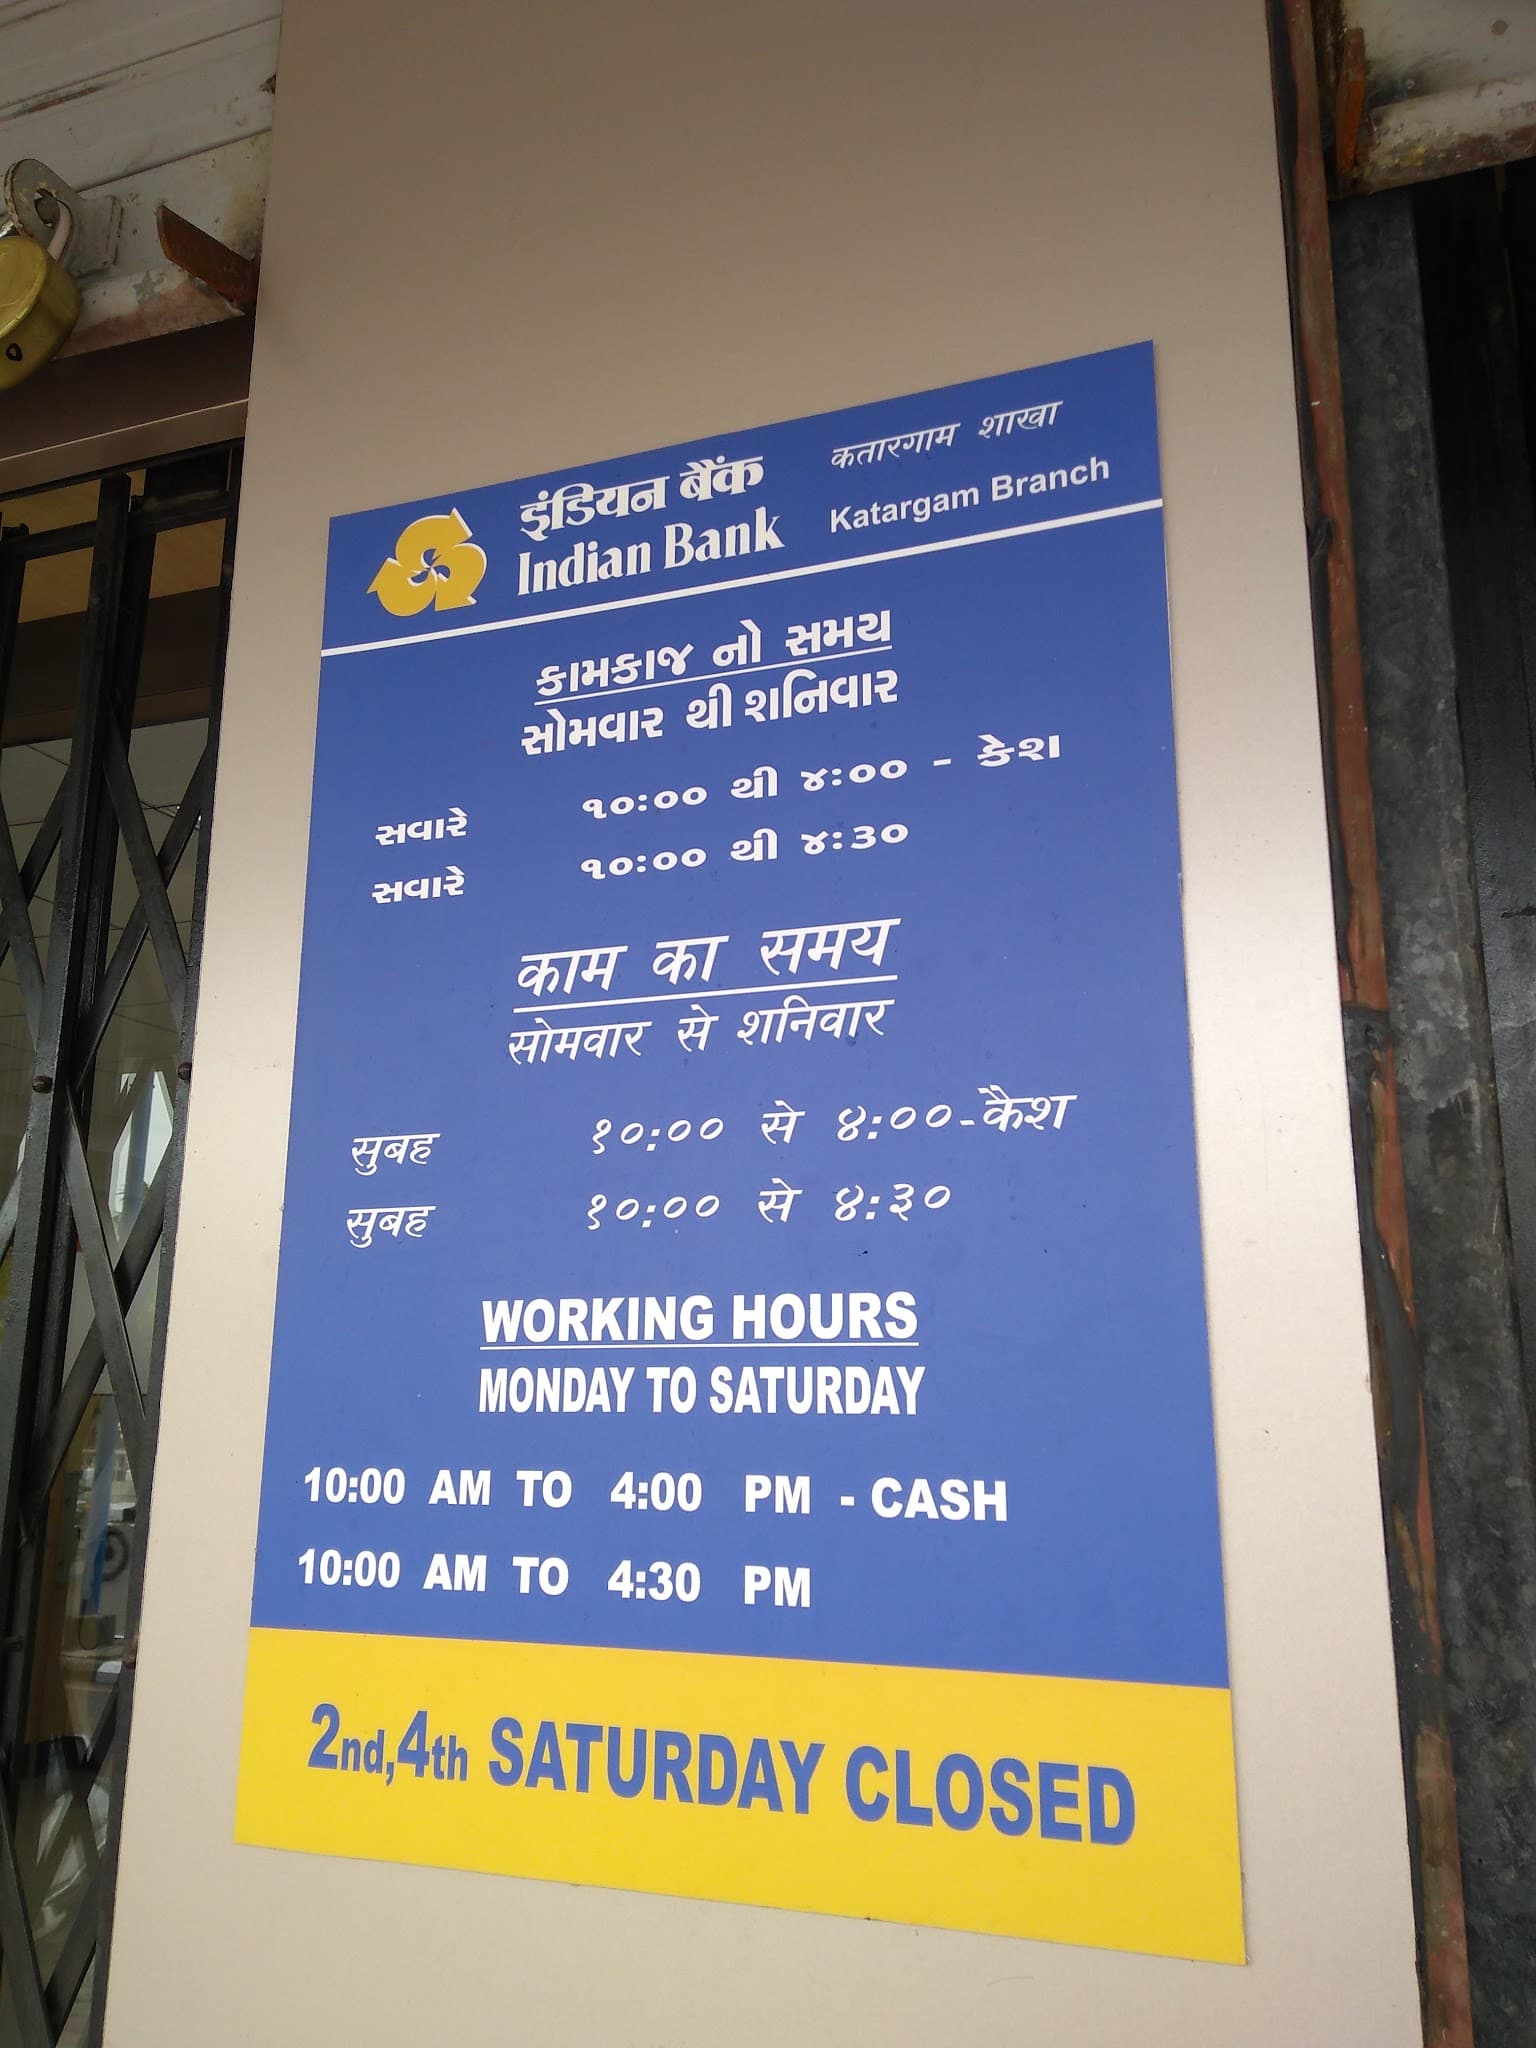 इंडियन बैंक
Indian Bank
कतारगाम शाखा
Katargam Branch
કામકાજ નો સમય
સોમવાર થી શનિવાર
સવારે ૧૦:૦૦ થી ૪:૦૦ - કેશ
સવારે ૧૦:૦૦ થી ૪:૩૦
काम का समय
सोमवार से शनिवार
सुबह १०:०० से ४:००-कैश
सुबह १०:०० से ४:३०
WORKING HOURS
MONDAY TO SATURDAY
10:00 AM TO 4:00 PM - CASH
10:00 AM TO 4:30 PM
2nd,4th SATURDAY CLOSED